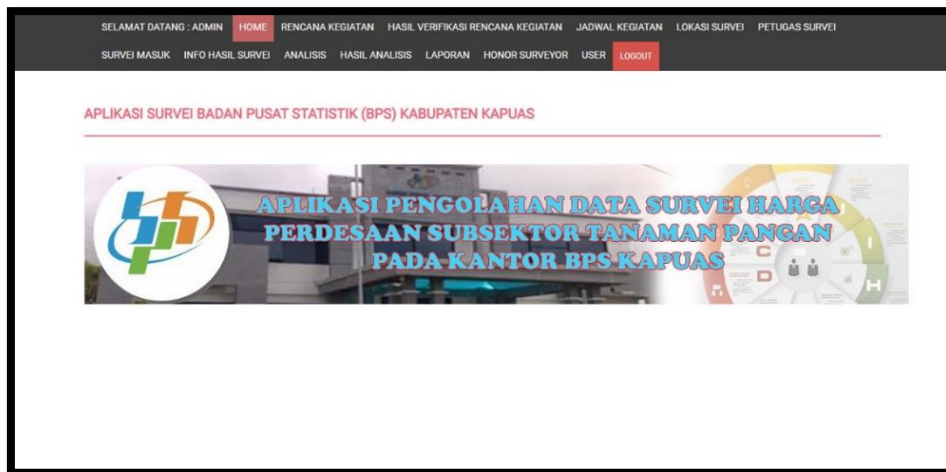 SELAMAT DATANG : ADMIN HOME RENCANA KEGIATAN HASIL VERIFIKASI RENCANA KEGIATAN JADWAL KEGIATAN LOKASI SURVEI PETUGAS SURVEI
SURVEI MASUK INFO HASIL SURVEI ANALISIS HASIL ANALISIS LAPORAN HONOR SURVEYOR USER LOGOUT
APLIKASI SURVEI BADAN PUSAT STATISTIK (BPS) KABUPATEN KAPUAS
APLIKASI PENGOLAHAN DATA SURVEI HARGA
PERDESAAN SUBSEKTOR TANAMAN PANGAN
PADA KANTOR BPS KAPUAS